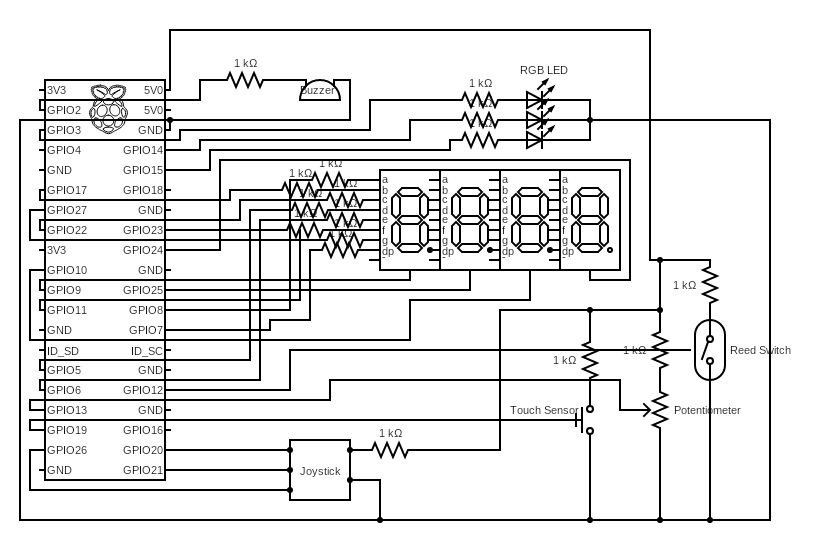 RGB LED
1 kΩ
1 kΩ
Buzzer
1 kΩ
1 kΩ
3V3 5V0
GPIO2 5V0
GPIO3 GND
GPIO4 GPIO14
GND GPIO15
GPIO17 GPIO18
GPIO27 GND
GPIO22 GPIO23
3V3 GPIO24
GPIO10 GND
GPIO9 GPIO25
GPIO11 GPIO8
GND GPIO7
ID_SD ID_SC
GPIO5 GND
GPIO6 GPIO12
GPIO13 GND
GPIO19 GPIO16
GPIO26 GPIO20
GND GPIO21
1 kΩ
1 kΩ
1 kΩ
1 kΩ
1 kΩ
1 kΩ
1 kΩ
1 kΩ
a a a a
b b b b
c c c c
d d d d
e e e e
f f f f
g g g g
dp dp dp dp
- - - -
1 kΩ
1 kΩ
1 kΩ
Reed Switch
Touch Sensor
Potentiometer
1 kΩ
Joystick